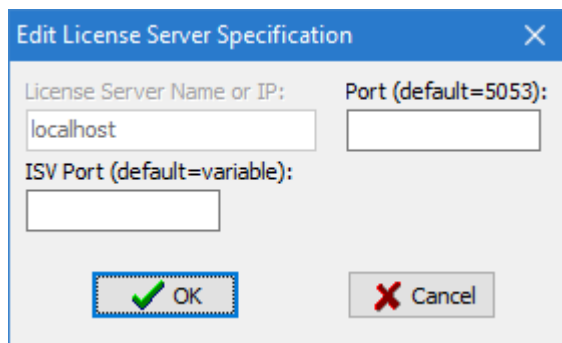 Edit License Server Specification
License Server Name or IP: Port (default=5053):
localhost
ISV Port (default=variable):
OK Cancel